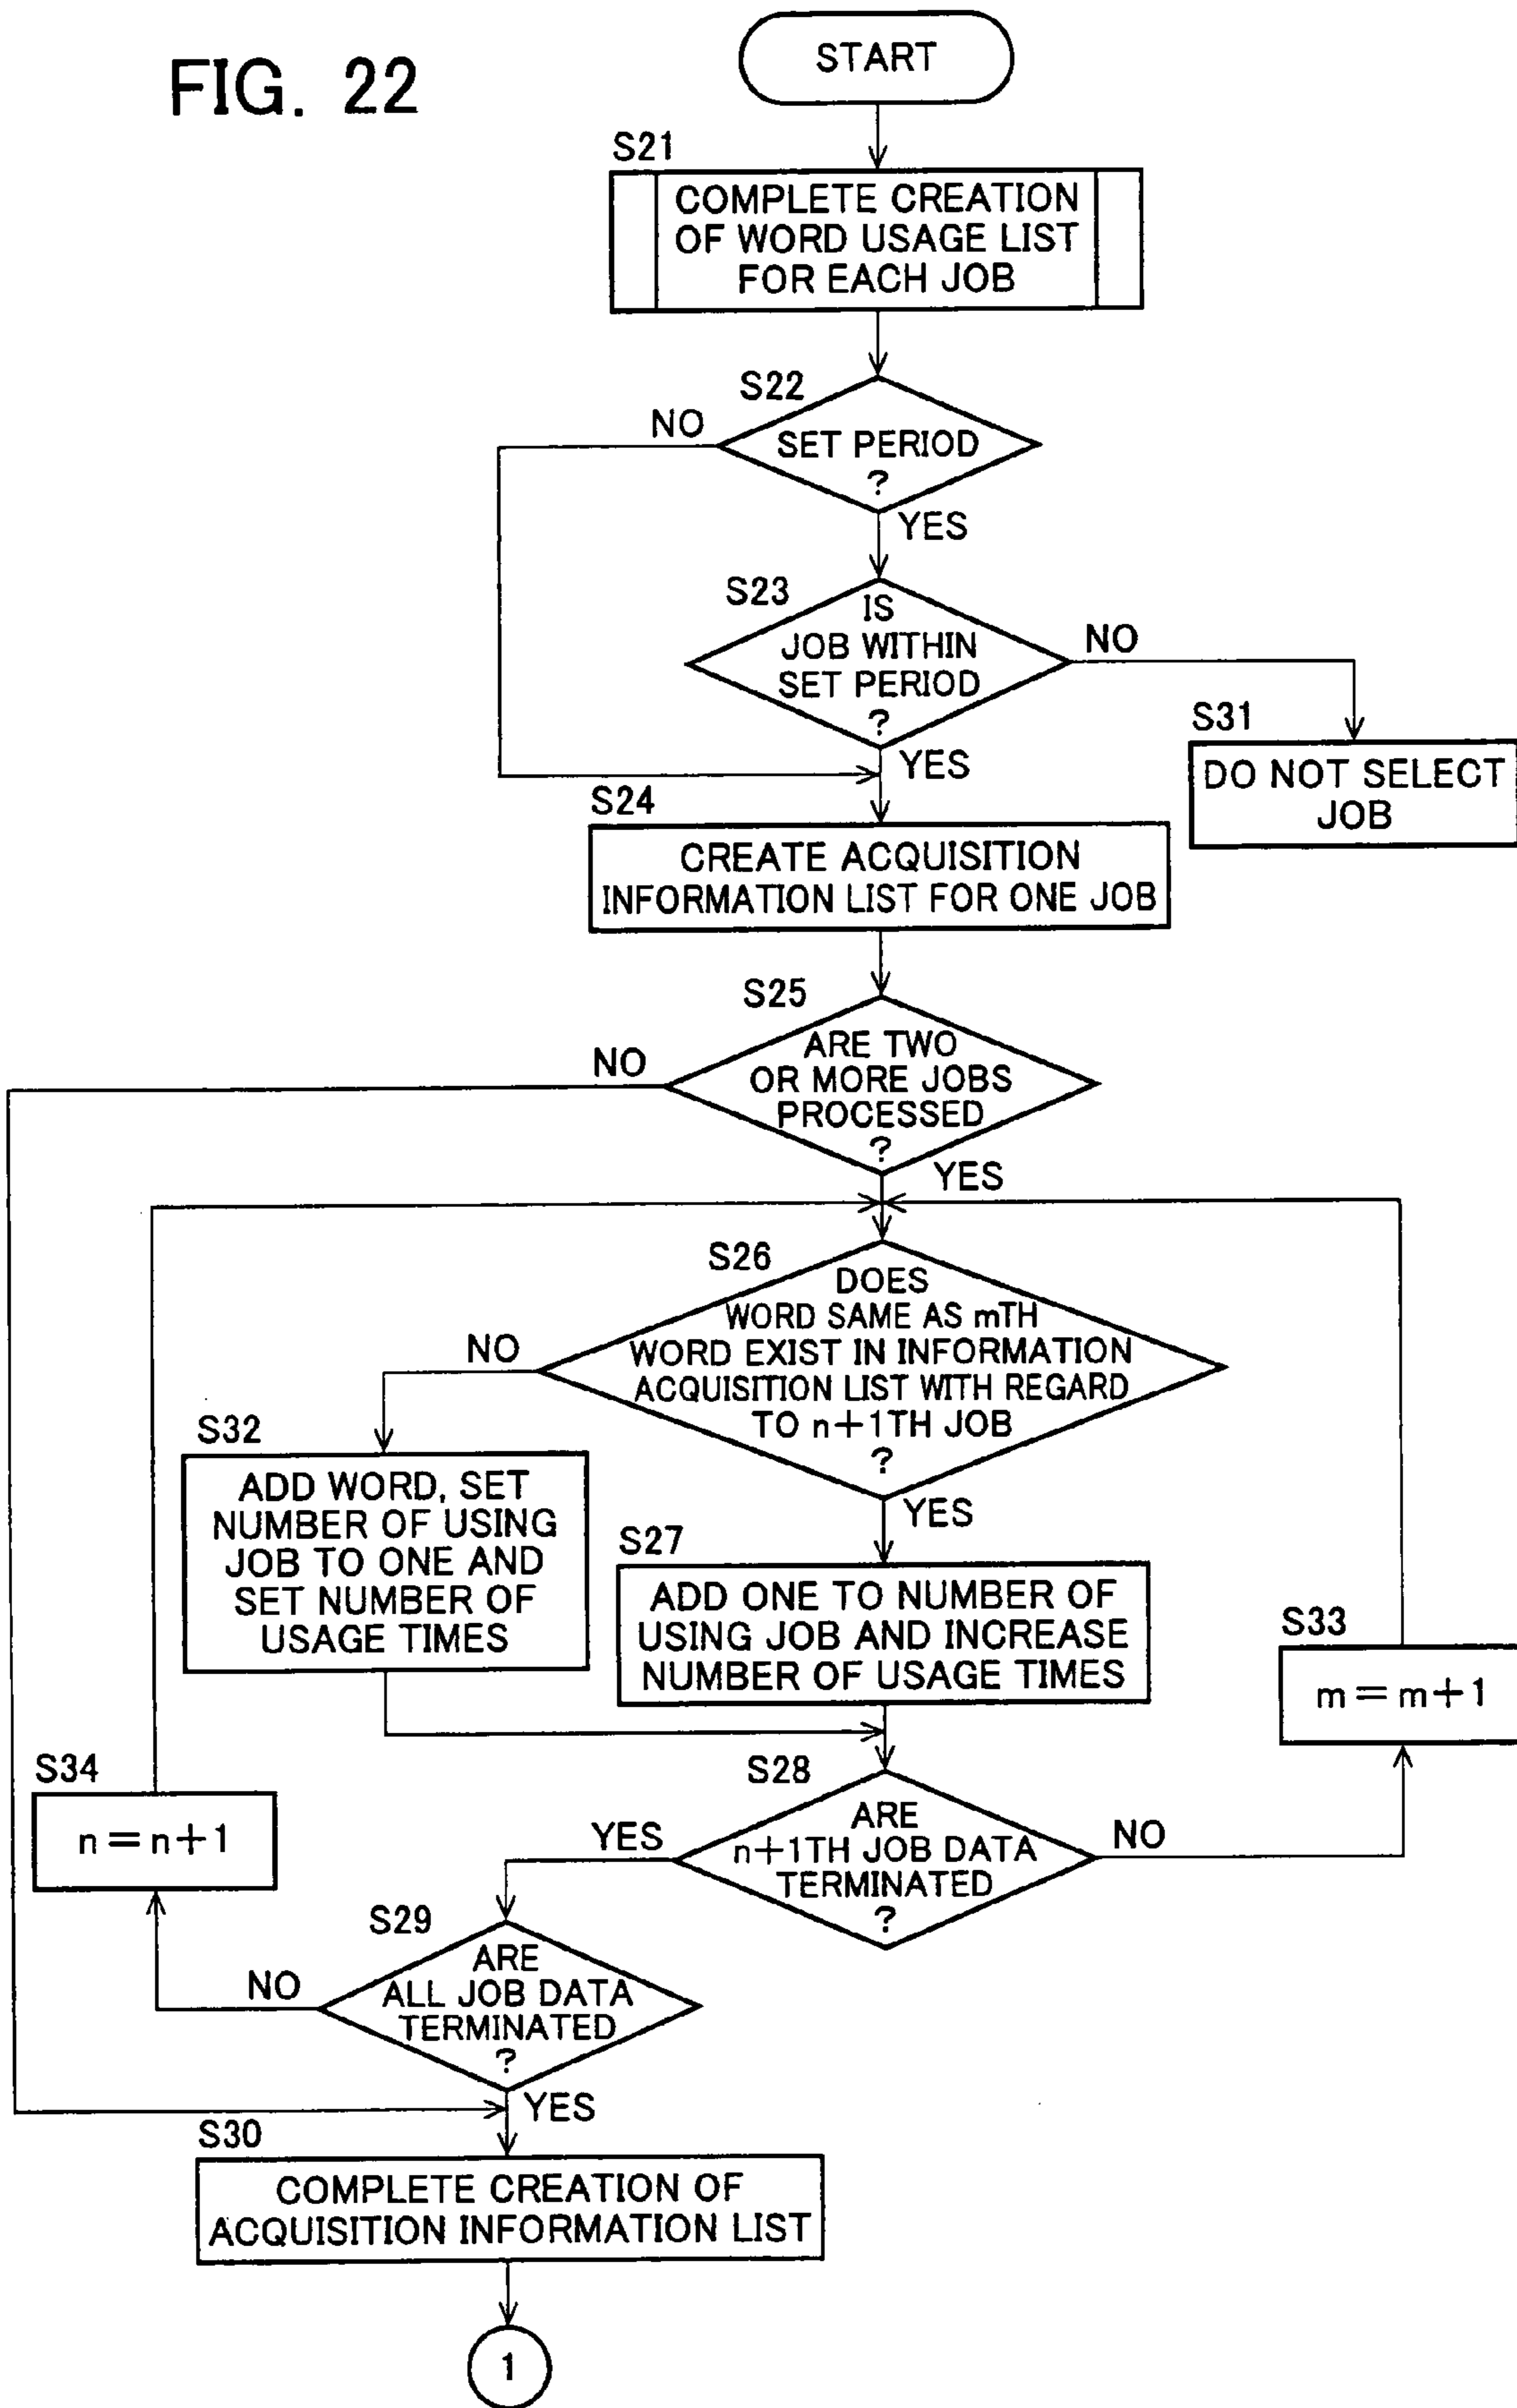 FIG. 22
START
S21
COMPLETE CREATION
OF WORD USAGE LIST
FOR EACH JOB
S22
NO
SET PERIOD
?
YES
S23
IS
JOB WITHIN
SET PERIOD
?
NO
YES
S31
DO NOT SELECT
JOB
S24
CREATE ACQUISITION
INFORMATION LIST FOR ONE JOB
S25
NO
ARE TWO
OR MORE JOBS
PROCESSED
?
YES
S26
NO
DOES
WORD SAME AS mTH
WORD EXIST IN INFORMATION
ACQUISITION LIST WITH REGARD
TO n+1TH JOB
?
YES
S32
ADD WORD, SET
NUMBER OF USING
JOB TO ONE AND
SET NUMBER OF
USAGE TIMES
S27
ADD ONE TO NUMBER OF
USING JOB AND INCREASE
NUMBER OF USAGE TIMES
S33
m=m+1
S34
n=n+1
S28
YES
ARE
n+1TH JOB DATA
TERMINATED
?
NO
S29
NO
ARE
ALL JOB DATA
TERMINATED
?
YES
S30
COMPLETE CREATION OF
ACQUISITION INFORMATION LIST
1